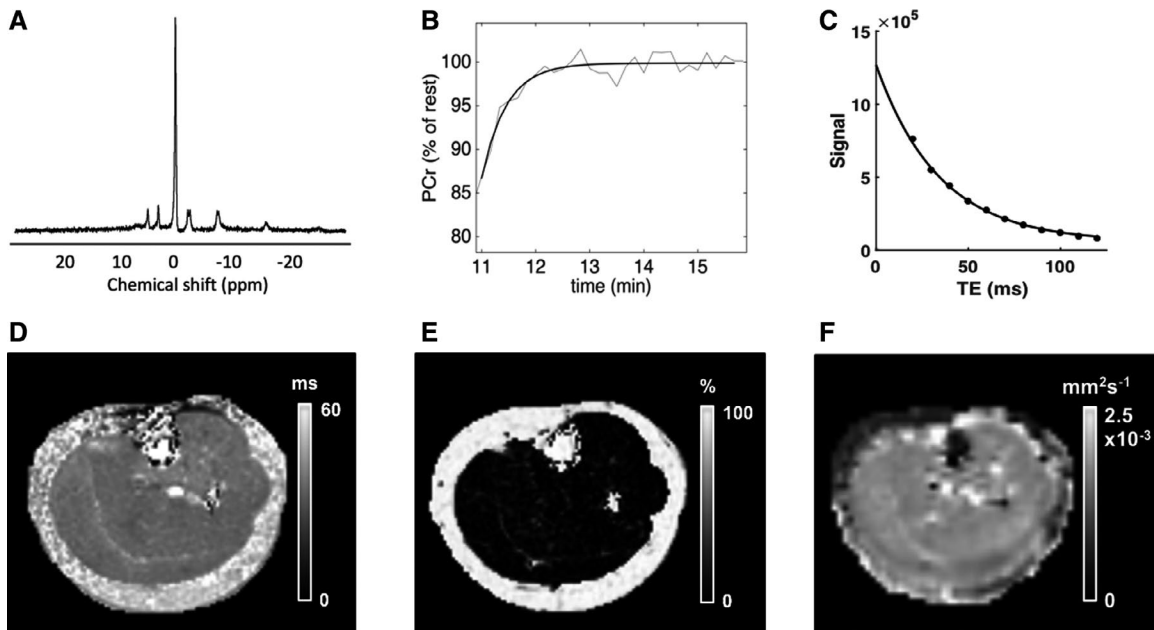 A
20 10 0 -10 -20
Chemical shift (ppm)
B
PCr (% of rest)
100
95
90
85
80
11 12 13 14 15
time (min)
C
×10⁵
Signal
15
10
5
0
0 50 100
TE (ms)
D
ms
60
0
E
%
100
0
F
mm²s⁻¹
2.5
x10⁻³
0